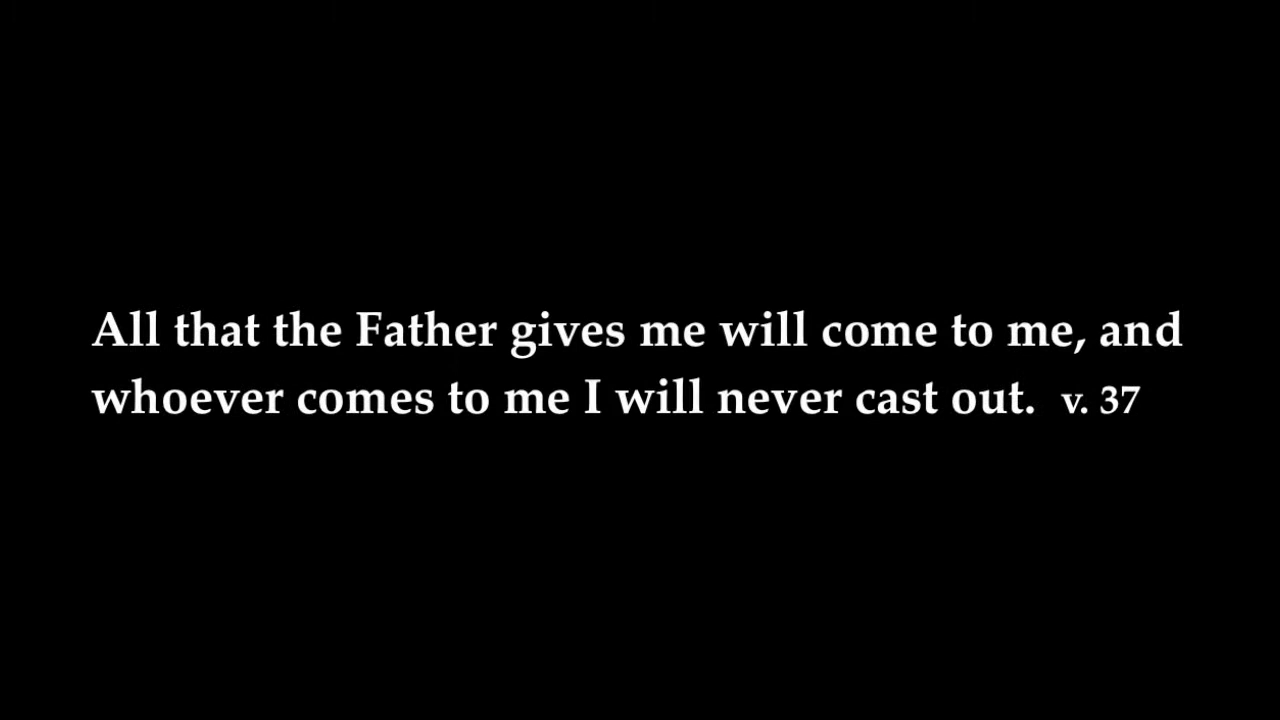 All that the Father gives me will come to me, and
whoever comes to me I will never cast out. v. 37